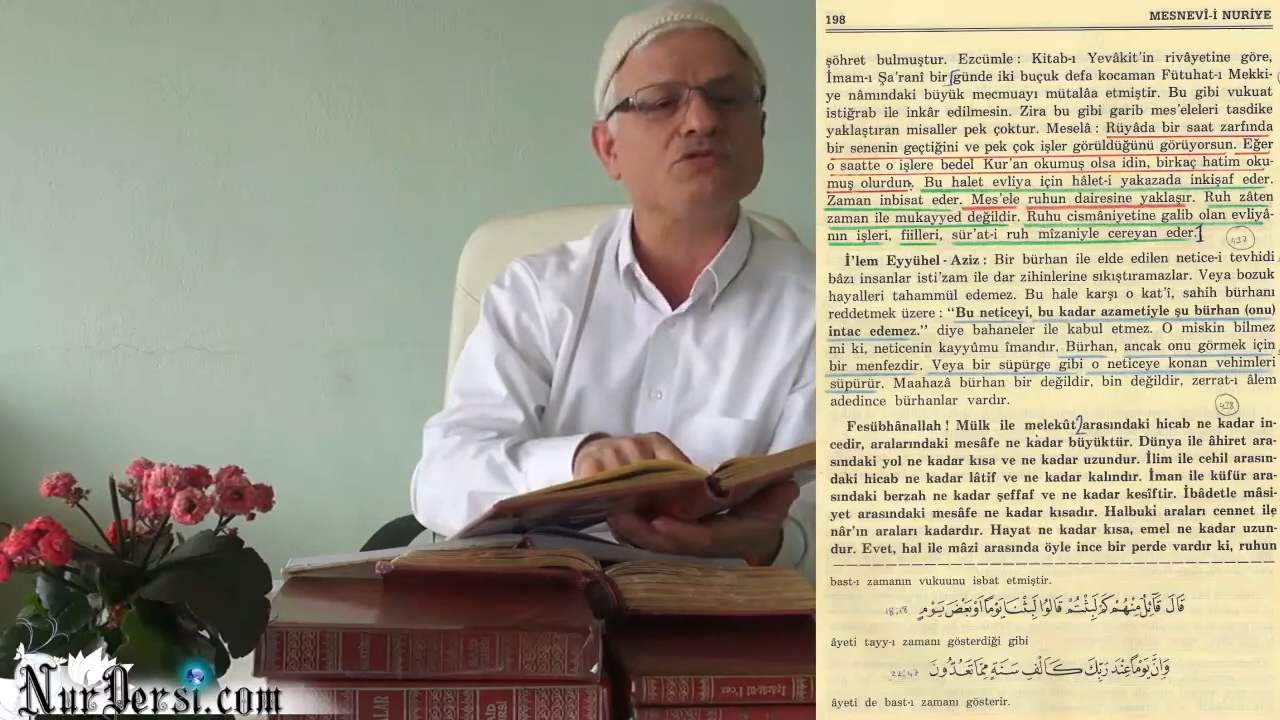 198 MESNEVÎ-İ NURİYE
şöhret bulmuştur. Ezcümle : Kitab-ı Yevâkit'in rivâyetine göre,
İmam-ı Şa'ranî bir günde iki buçuk defa kocaman Fütuhat-ı Mekki-
ye nâmındaki büyük mecmuayı mütalâa etmiştir. Bu gibi vukuat
istiğrab ile inkâr edilmesin. Zira bu gibi garib mes'eleleri tasdike
yaklaştıran misaller pek çoktur. Meselâ : Rüyâda bir saat zarfında
bir senenin geçtiğini ve pek çok işler görüldüğünü görüyorsun. Eğer
o saatte o işlere bedel Kur'an okumuş olsa idin, birkaç hatim oku-
muş olurdun. Bu halet evliya için hâlet-i yakazada inkişaf eder.
Zaman inbisat eder. Mes'ele ruhun dairesine yaklaşır. Ruh zâten
zaman ile mukayyed değildir. Ruhu cismâniyetine galib olan evliyâ-
nın işleri, fiilleri, sür'at-i ruh mîzaniyle cereyan eder. 1
437
İ'lem Eyyühel - Aziz : Bir bürhan ile elde edilen netice-i tevhidi
bâzı insanlar isti'zam ile dar zihinlerine sıkıştıramazlar. Veya bozuk
hayalleri tahammül edemez. Bu hale karşı o kat'î, sahih bürhanı
reddetmek üzere : "Bu neticeyi, bu kadar azametiyle şu bürhan (onu)
intac edemez." diye bahaneler ile kabul etmez. O miskin bilmez
mi ki, neticenin kayyûmu îmandır. Bürhan, ancak onu görmek için
bir menfezdir. Veya bir süpürge gibi o neticeye konan vehimleri
süpürür. Maahazâ bürhan bir değildir, bin değildir, zerrat-ı âlem
adedince bürhanlar vardır.
438
Fesübhânallah ! Mülk ile melekût 2 arasındaki hicab ne kadar in-
cedir, aralarındaki mesâfe ne kadar büyüktür. Dünya ile âhiret ara-
sındaki yol ne kadar kısa ve ne kadar uzundur. İlim ile cehil arasın-
daki hicab ne kadar lâtif ve ne kadar kalındır. İman ile küfür ara-
sındaki berzah ne kadar şeffaf ve ne kadar kesîftir. İbâdetle mâsi-
yet arasındaki mesâfe ne kadar kısadır. Halbuki araları cennet ile
nâr'ın araları kadardır. Hayat ne kadar kısa, emel ne kadar uzun-
dur. Evet, hal ile mâzi arasında öyle ince bir perde vardır ki, ruhun
bast-ı zamanın vukuunu isbat etmiştir.
قَالَ قَائِلٌ مِنْهُمْ كَمْ لَبِثْتُمْ قَالُوا لَبِثْنَا يَوْمًا اَوْ بَعْضَ يَوْمٍ
âyeti tayy-ı zamanı gösterdiği gibi
وَاِنَّ يَوْمًا عِنْدَ رَبِّكَ كَاَلْفِ سَنَةٍ مِمَّا تَعُدُّونَ 22;47
âyeti de bast-ı zamanı gösterir.
NurDersi.com